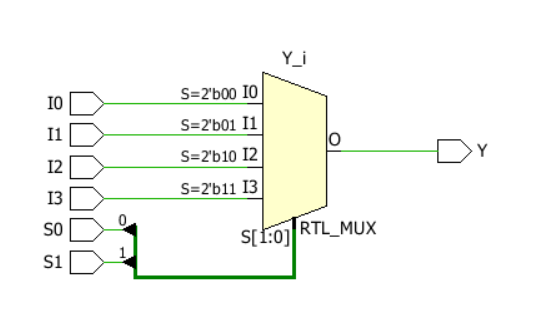 Y_i
I0 S=2'b00 I0
I1 S=2'b01 I1
I2 S=2'b10 I2
I3 S=2'b11 I3
O Y
S0 0
S1 1
S[1:0] RTL_MUX